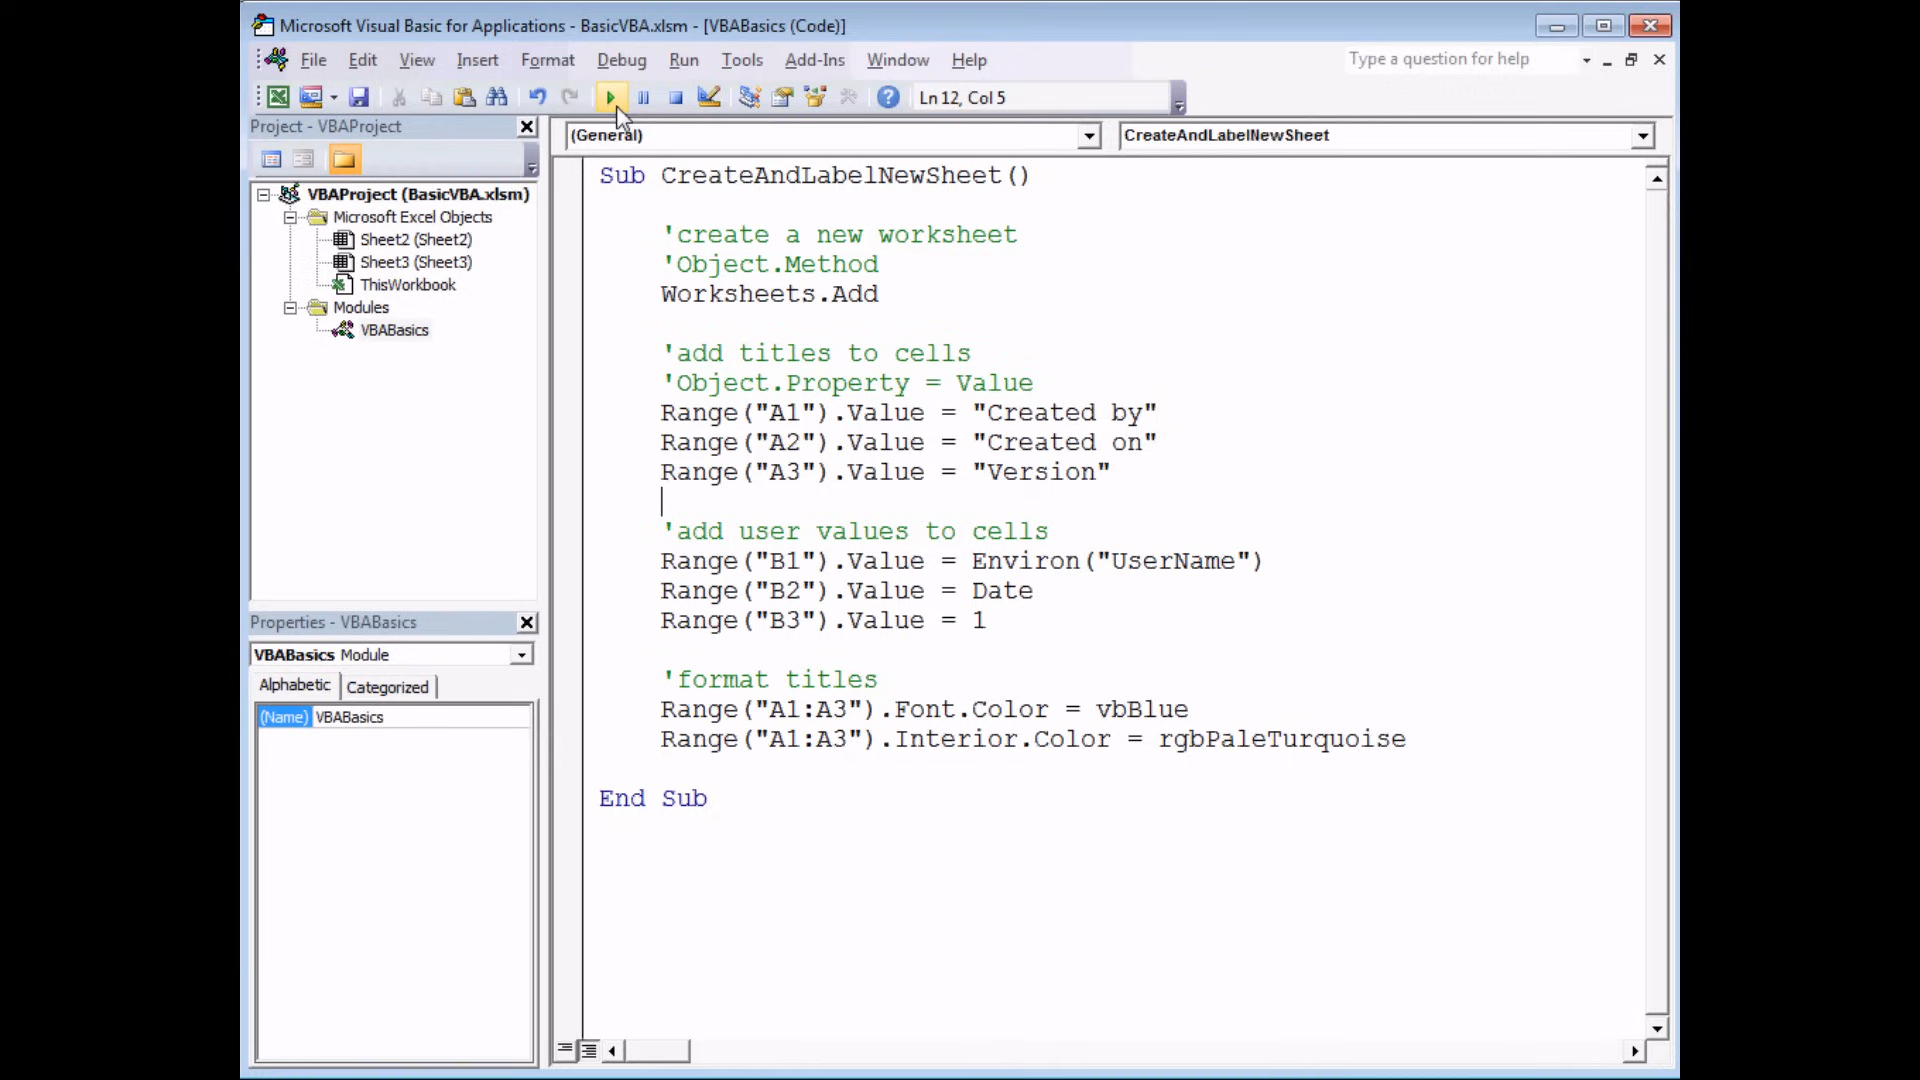 Microsoft Visual Basic for Applications - BasicVBA.xlsm - [VBABasics (Code)]
File Edit View Insert Format Debug Run Tools Add-Ins Window Help
Type a question for help
Ln 12, Col 5
Project - VBAProject
(General)
CreateAndLabelNewSheet
VBAProject (BasicVBA.xlsm)
Microsoft Excel Objects
Sheet2 (Sheet2)
Sheet3 (Sheet3)
ThisWorkbook
Modules
VBABasics
Properties - VBABasics
VBABasics Module
Alphabetic Categorized
(Name) VBABasics
Sub CreateAndLabelNewSheet()
'create a new worksheet
'Object.Method
Worksheets.Add
'add titles to cells
'Object.Property = Value
Range("A1").Value = "Created by"
Range("A2").Value = "Created on"
Range("A3").Value = "Version"
'add user values to cells
Range("B1").Value = Environ("UserName")
Range("B2").Value = Date
Range("B3").Value = 1
'format titles
Range("A1:A3").Font.Color = vbBlue
Range("A1:A3").Interior.Color = rgbPaleTurquoise
End Sub